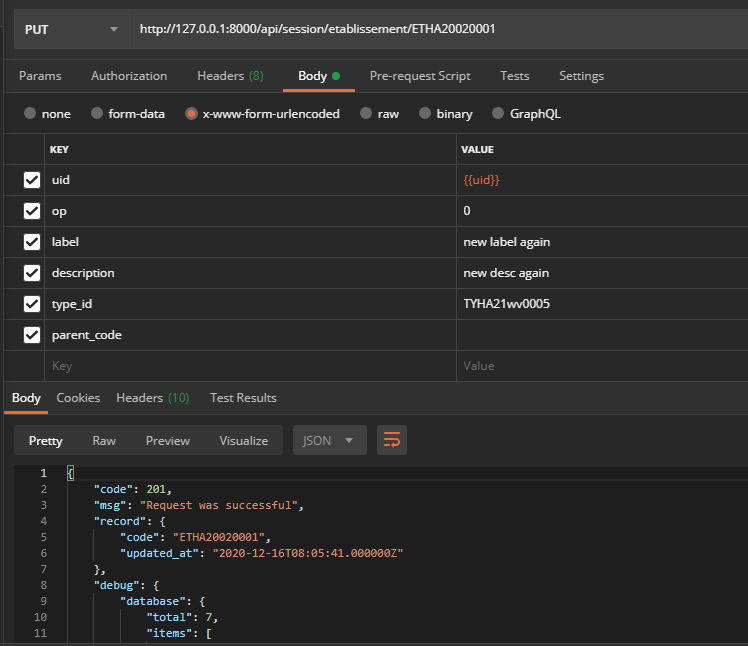 PUT http://127.0.0.1:8000/api/session/etablissement/ETHA20020001
Params Authorization Headers (8) Body Pre-request Script Tests Settings
none form-data x-www-form-urlencoded raw binary GraphQL
KEY VALUE
uid {{uid}}
op 0
label new label again
description new desc again
type_id TYHA21wv0005
parent_code
Key Value
Body Cookies Headers (10) Test Results
Pretty Raw Preview Visualize JSON
1 {
2 "code": 201,
3 "msg": "Request was successful",
4 "record": {
5 "code": "ETHA20020001",
6 "updated_at": "2020-12-16T08:05:41.000000Z"
7 },
8 "debug": {
9 "database": {
10 "total": 7,
11 "items": [